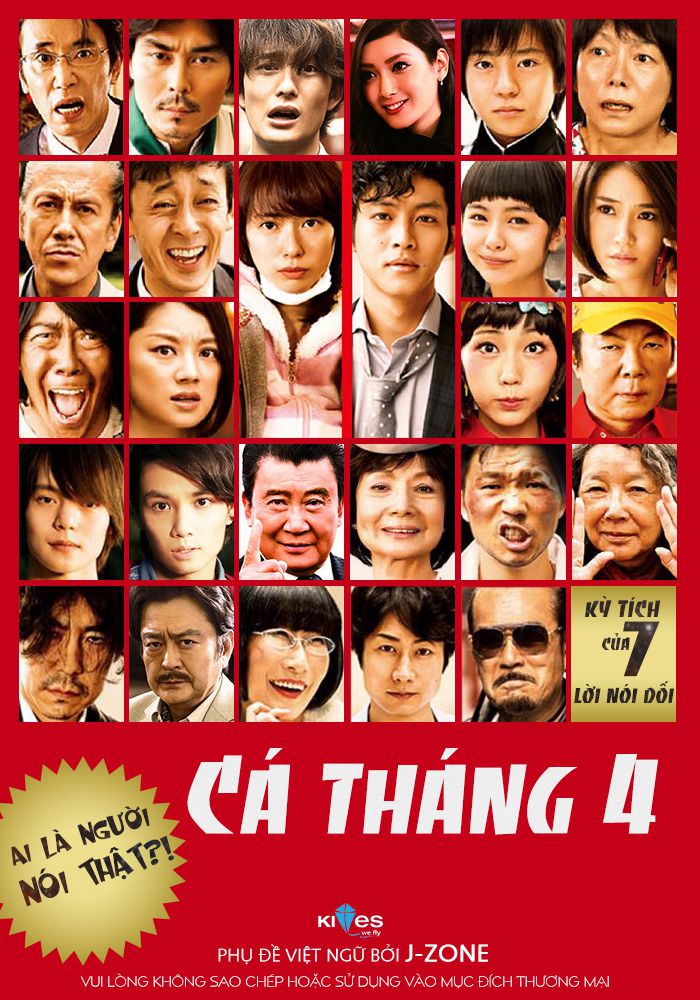 KỲ TÍCH
CỦA 7
LỜI NÓI DỐI
CÁ THÁNG 4
AI LÀ NGƯỜI
NÓI THẬT?!
KITES
we fly
PHỤ ĐỀ VIỆT NGỮ BỞI J-ZONE
VUI LÒNG KHÔNG SAO CHÉP HOẶC SỬ DỤNG VÀO MỤC ĐÍCH THƯƠNG MẠI